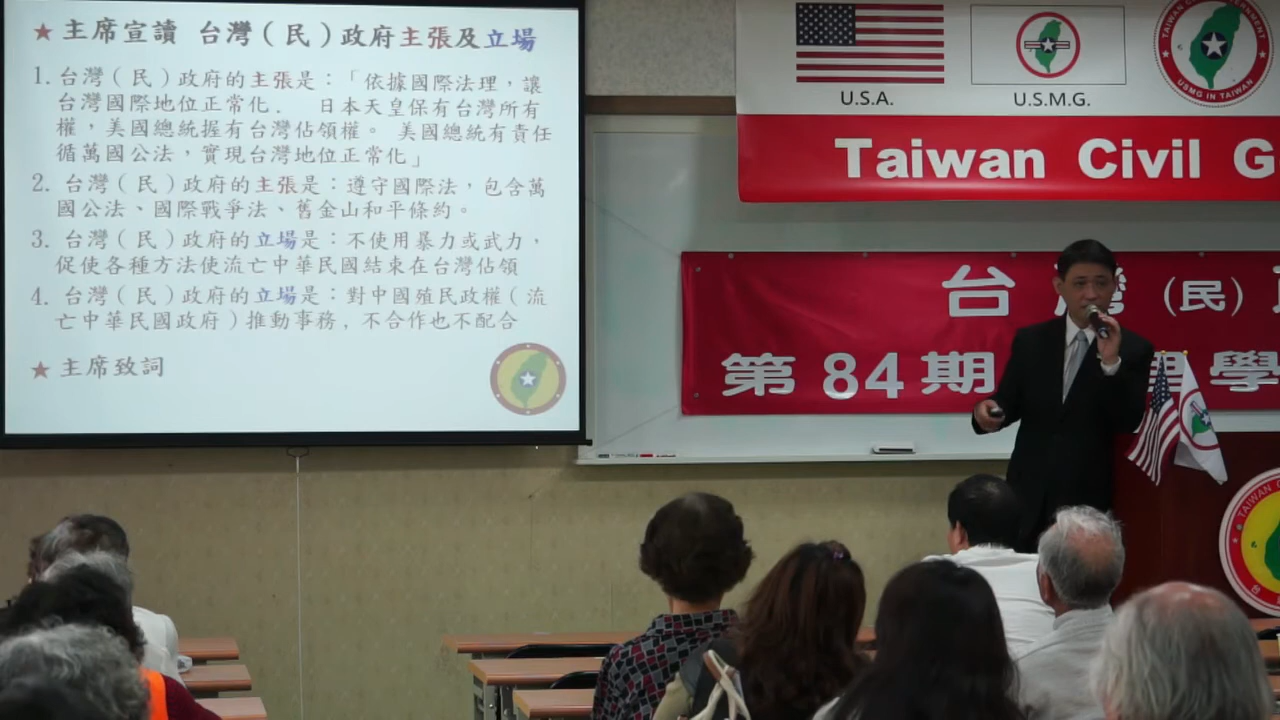 ★ 主席宣讀 台灣(民)政府主張及立場
1. 台灣(民)政府的主張是:「依據國際法理,讓
台灣國際地位正常化. 日本天皇保有台灣所有
權,美國總統握有台灣佔領權。 美國總統有責任
循萬國公法,實現台灣地位正常化」
2. 台灣(民)政府的主張是:遵守國際法,包含萬
國公法、國際戰爭法、舊金山和平條約。
3. 台灣(民)政府的立場是:不使用暴力或武力,
促使各種方法使流亡中華民國結束在台灣佔領
4. 台灣(民)政府的立場是:對中國殖民政權(流
亡中華民國政府)推動事務, 不合作也不配合
★ 主席致詞
U.S.A.
U.S.M.G.
USMG IN TAIWAN
Taiwan Civil G
台 (民)
第 84 期 學